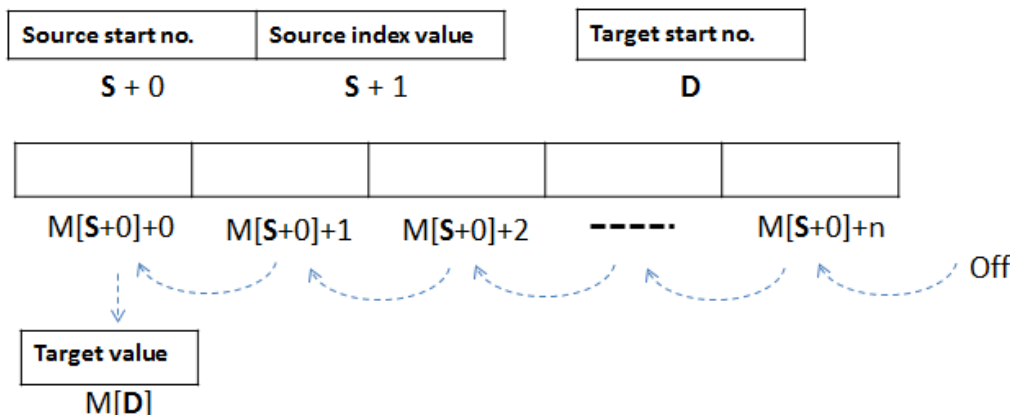 Source start no. Source index value Target start no.
S + 0 S + 1 D
M[S+0]+0 M[S+0]+1 M[S+0]+2 ----- M[S+0]+n
Off
Target value
M[D]